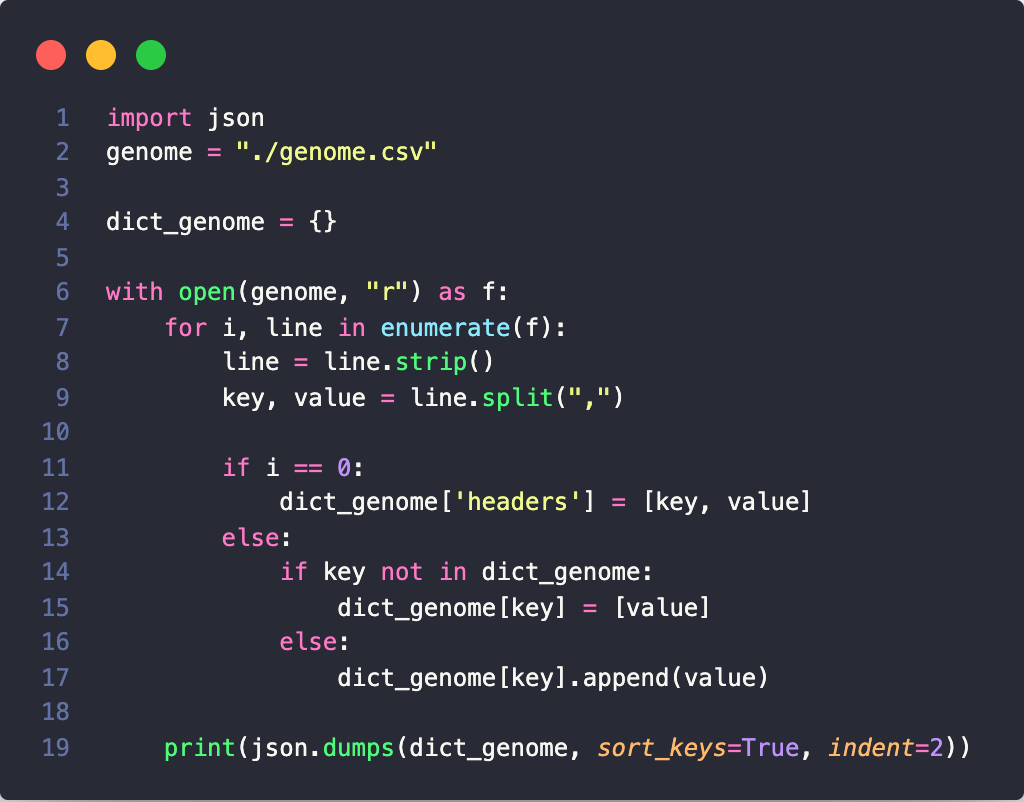 1 import json
2 genome = "./genome.csv"
3
4 dict_genome = {}
5
6 with open(genome, "r") as f:
7     for i, line in enumerate(f):
8         line = line.strip()
9         key, value = line.split(",")
10
11         if i == 0:
12             dict_genome['headers'] = [key, value]
13         else:
14             if key not in dict_genome:
15                 dict_genome[key] = [value]
16             else:
17                 dict_genome[key].append(value)
18
19     print(json.dumps(dict_genome, sort_keys=True, indent=2))